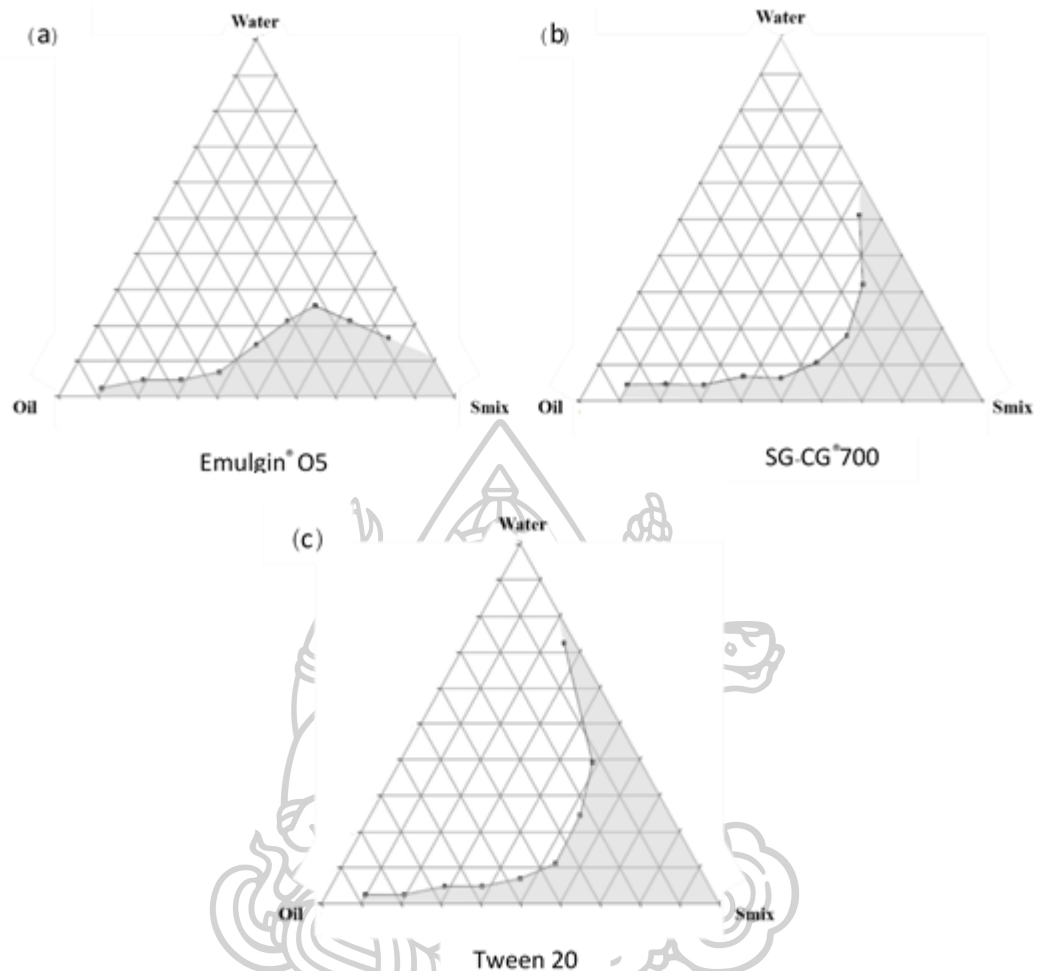 (a)
Water
Oil
Smix
Emulgin® O5
(b)
Water
Oil
Smix
SG-CG®700
(c)
Water
Oil
Smix
Tween 20